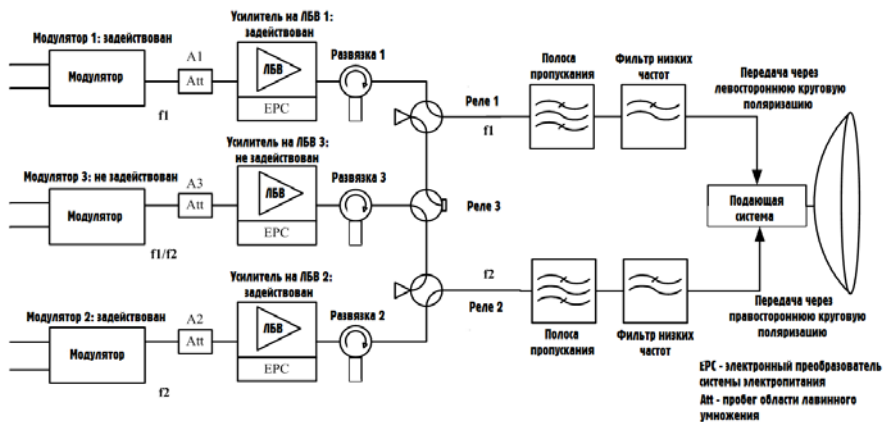 Усилитель на ЛБВ 1:
задействован
Модулятор 1: задействован
Модулятор
A1
Att
f1
ЛБВ
EPC
Развязка 1
Реле 1
f1
Полоса
пропускания
Фильтр низких
частот
Передача через
левостороннюю круговую
поляризацию
Модулятор 3: не задействован
Модулятор
A3
Att
f1/f2
Усилитель на ЛБВ 3:
не задействован
ЛБВ
EPC
Развязка 3
Реле 3
Подающая
система
Усилитель на ЛБВ 2:
задействован
Модулятор 2: задействован
Модулятор
A2
Att
f2
ЛБВ
EPC
Развязка 2
f2
Реле 2
Полоса
пропускания
Фильтр низких
частот
Передача через
правостороннюю круговую
поляризацию
EPC - электронный преобразователь
системы электропитания
Att - пробег области лавинного
умножения